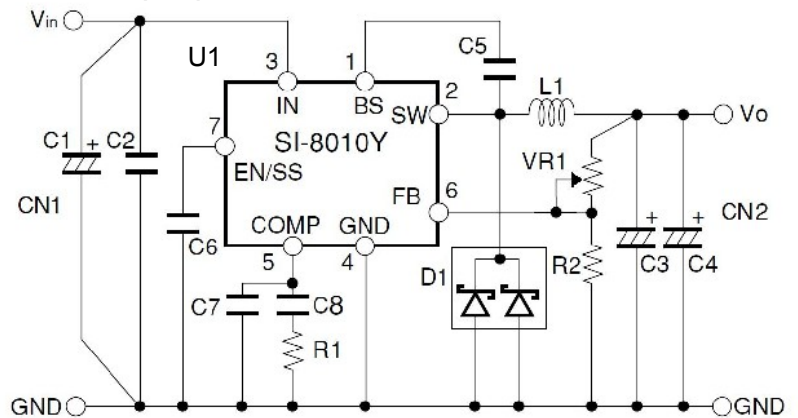 Vin
U1
C5
3
1
2
L1
IN
BS
SW
Vo
7
SI-8010Y
C1
+
C2
VR1
EN/SS
FB
6
CN1
CN2
C6
COMP
GND
5
4
D1
R2
+
C3
+
C4
C7
C8
R1
GND
GND